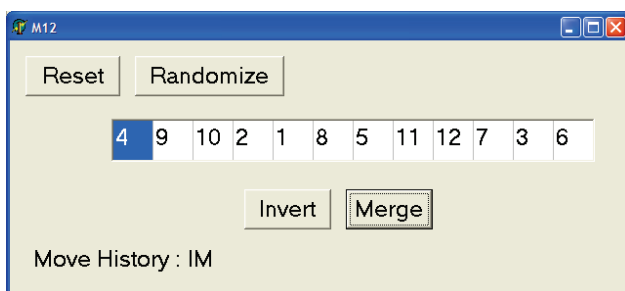 M12
Reset Randomize
4 9 10 2 1 8 5 11 12 7 3 6
Invert Merge
Move History : IM